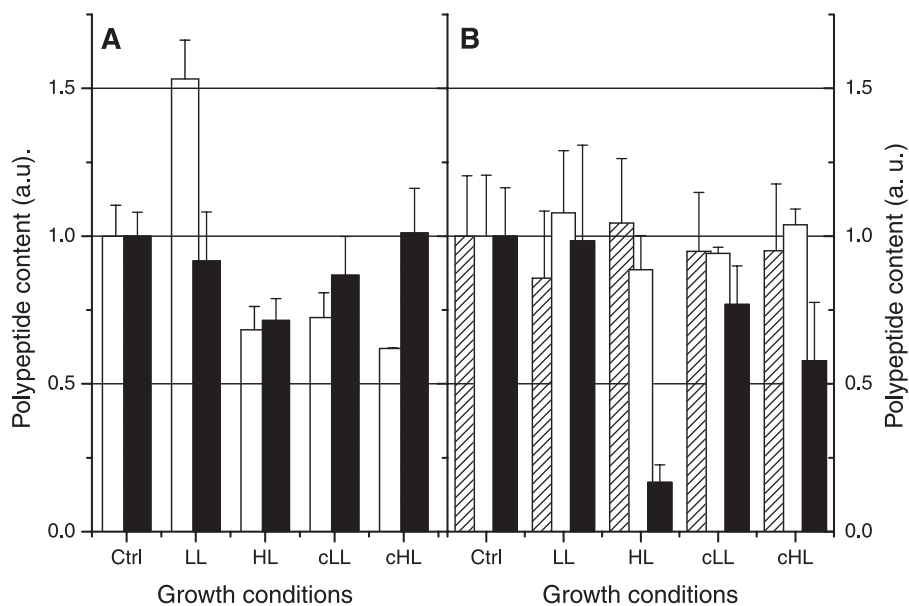 A
B
1.5
1.0
0.5
0.0
Polypeptide content (a.u).
1.5
1.0
0.5
0.0
Polypeptide content (a. u.)
Ctrl LL HL cLL cHL
Ctrl LL HL cLL cHL
Growth conditions
Growth conditions